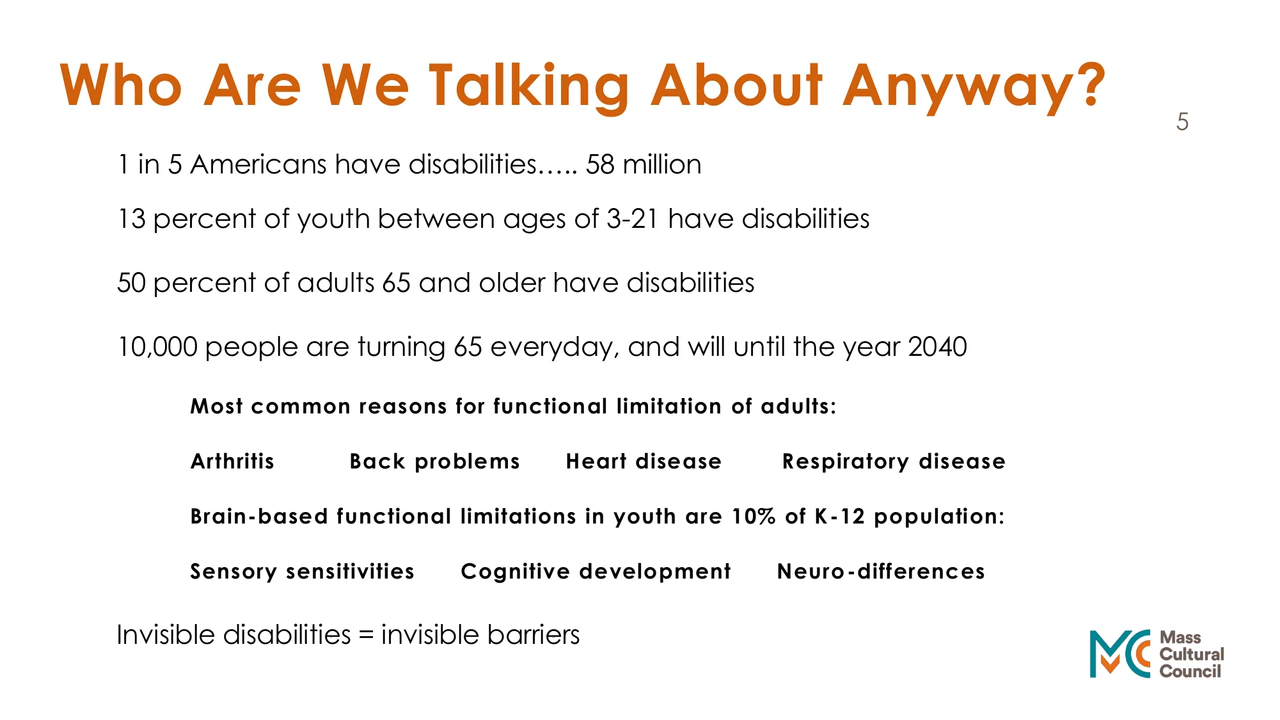 Who Are We Talking About Anyway?
5
1 in 5 Americans have disabilities….. 58 million
13 percent of youth between ages of 3-21 have disabilities
50 percent of adults 65 and older have disabilities
10,000 people are turning 65 everyday, and will until the year 2040
Most common reasons for functional limitation of adults:
Arthritis Back problems Heart disease Respiratory disease
Brain-based functional limitations in youth are 10% of K-12 population:
Sensory sensitivities Cognitive development Neuro-differences
Invisible disabilities = invisible barriers
MCC
Mass
Cultural
Council